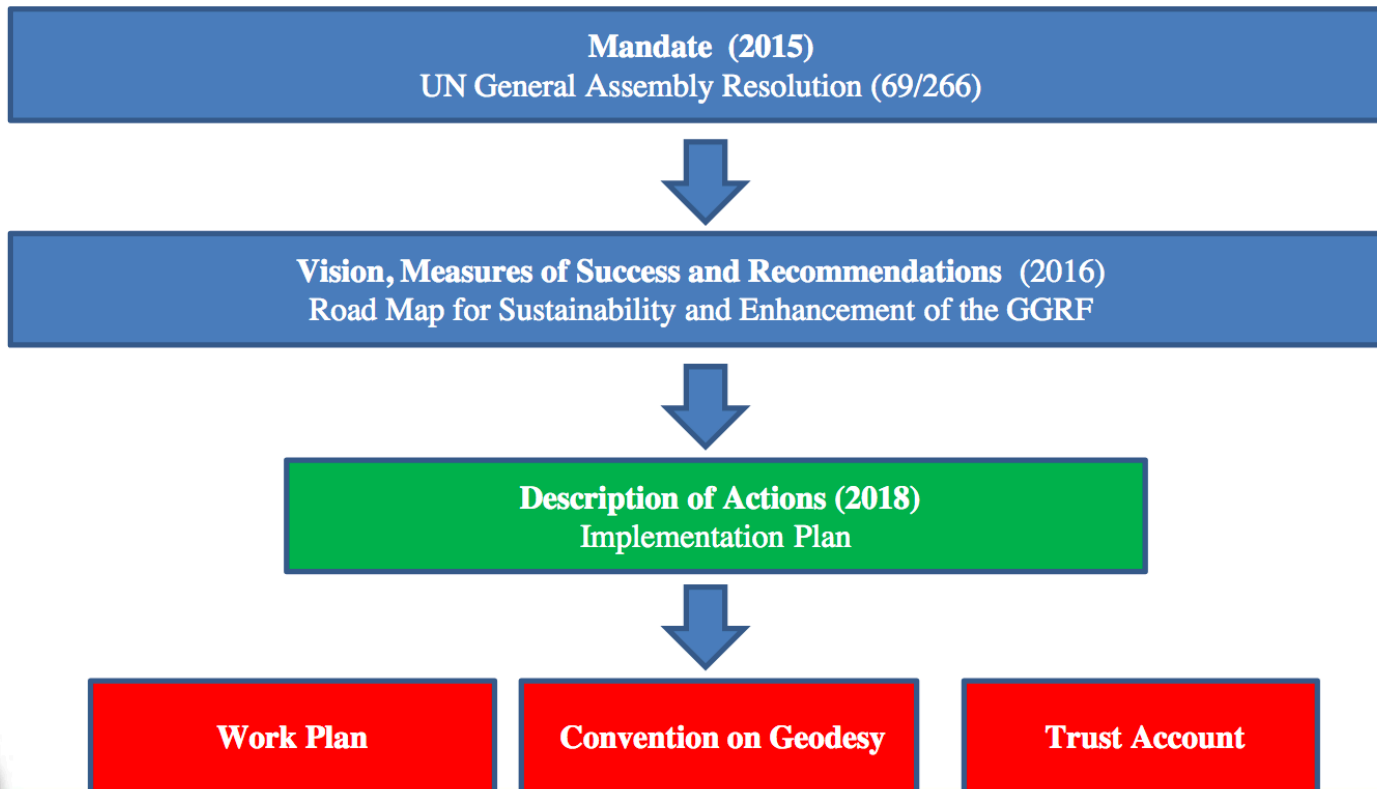 Mandate (2015)
UN General Assembly Resolution (69/266)
Vision, Measures of Success and Recommendations (2016)
Road Map for Sustainability and Enhancement of the GGRF
Description of Actions (2018)
Implementation Plan
Work Plan
Convention on Geodesy
Trust Account